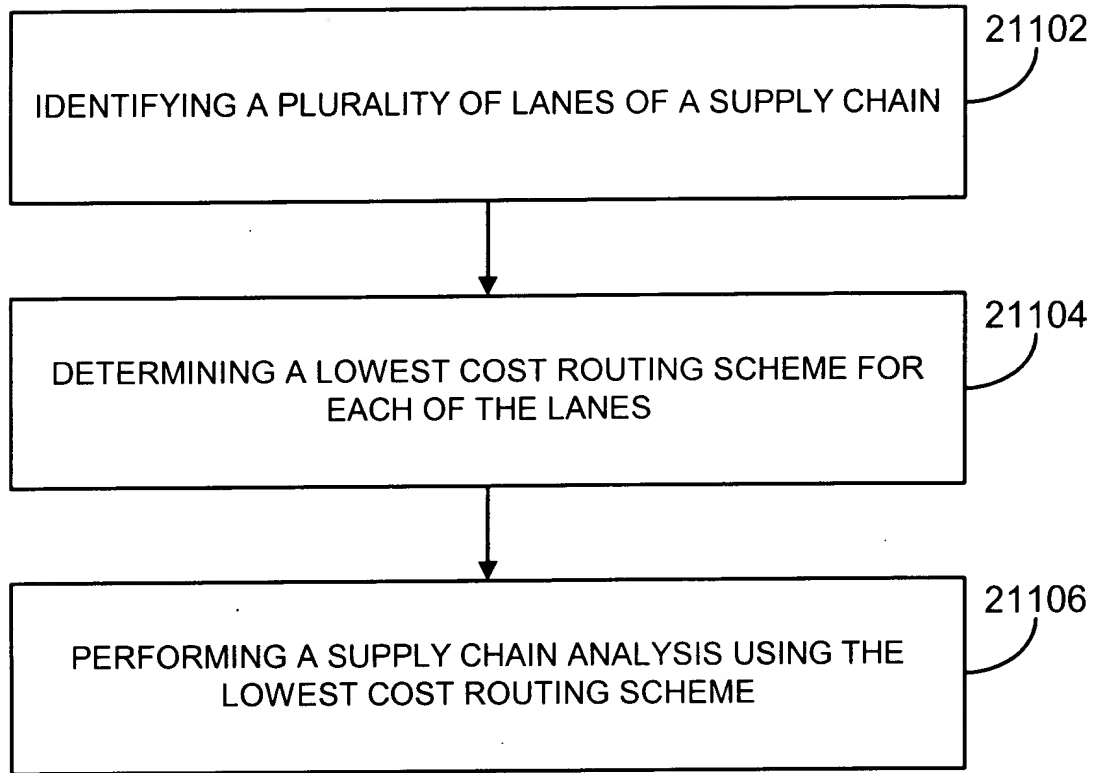 21102
IDENTIFYING A PLURALITY OF LANES OF A SUPPLY CHAIN
21104
DETERMINING A LOWEST COST ROUTING SCHEME FOR
EACH OF THE LANES
21106
PERFORMING A SUPPLY CHAIN ANALYSIS USING THE
LOWEST COST ROUTING SCHEME